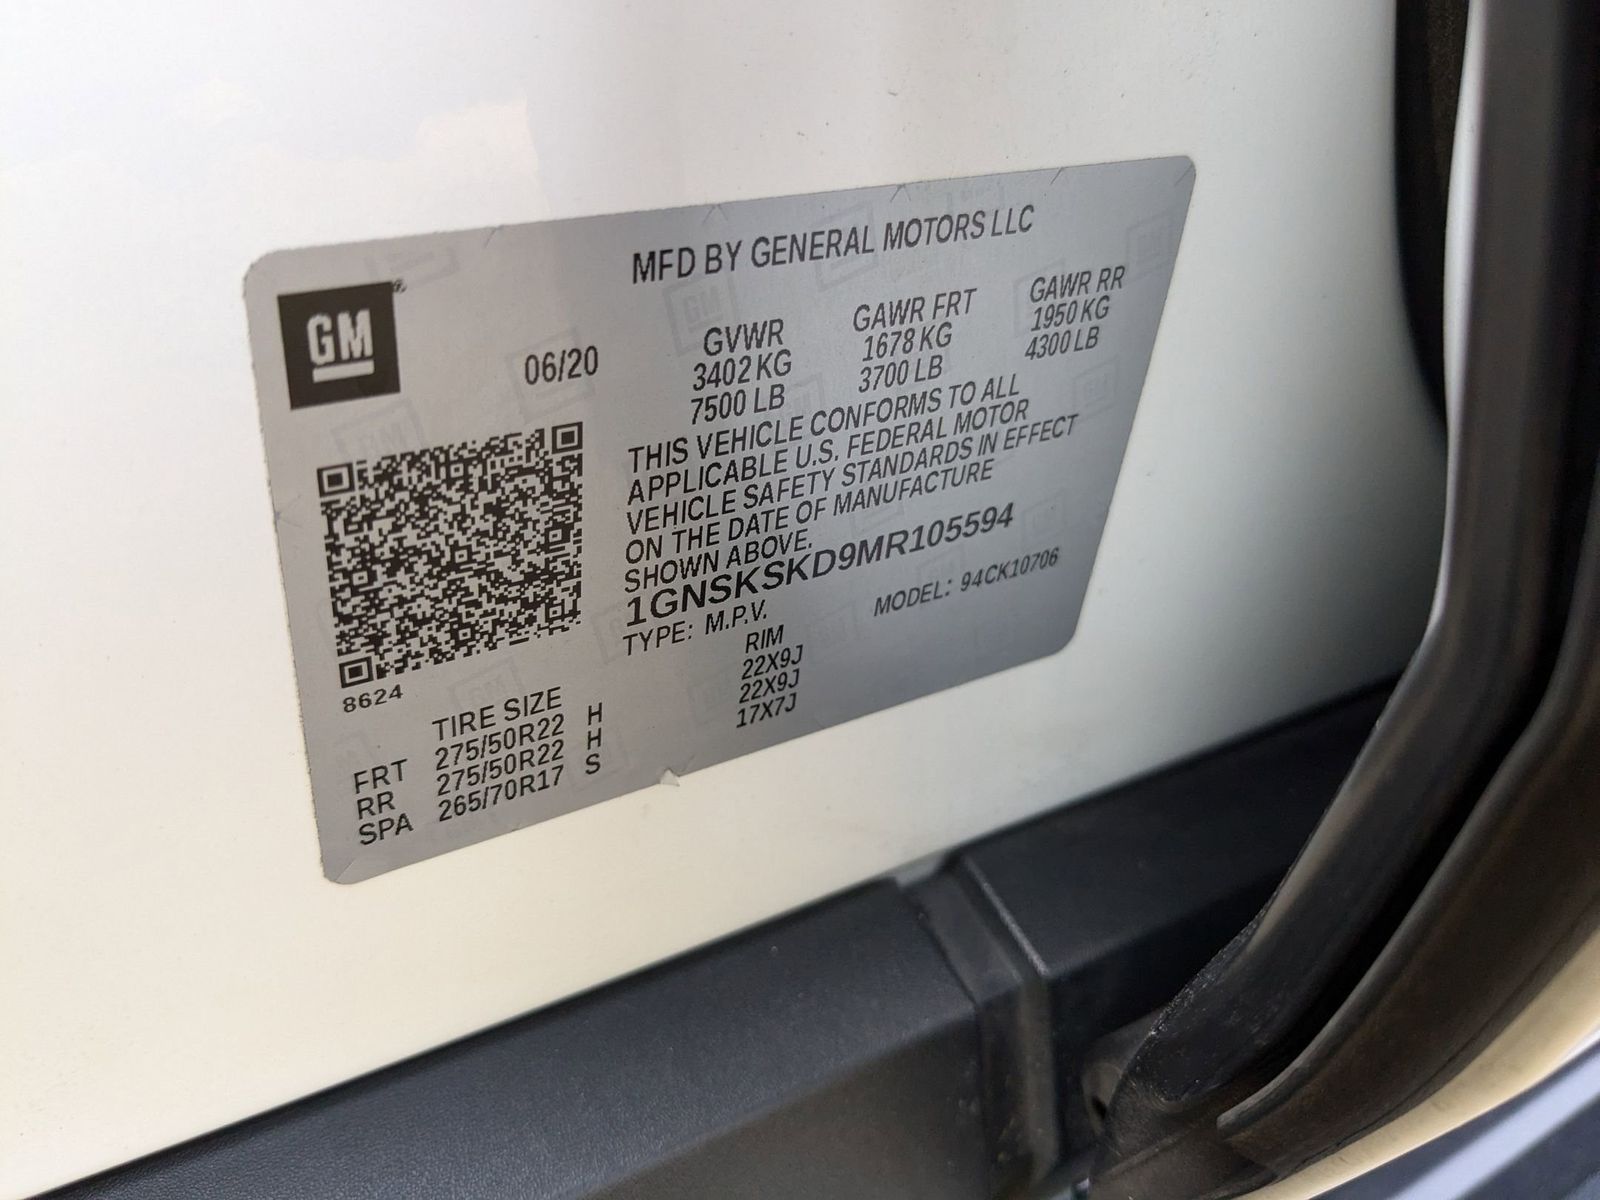 MFD BY GENERAL MOTORS LLC
GM
06/20
GVWR GAWR FRT GAWR RR
3402 KG 1678 KG 1950 KG
7500 LB 3700 LB 4300 LB
THIS VEHICLE CONFORMS TO ALL
APPLICABLE U.S. FEDERAL MOTOR
VEHICLE SAFETY STANDARDS IN EFFECT
ON THE DATE OF MANUFACTURE
SHOWN ABOVE.
1GNSKSKD9MR105594
TYPE: M.P.V. MODEL: 94CK10706
8624
TIRE SIZE RIM
FRT 275/50R22 H 22X9J
RR 275/50R22 H 22X9J
SPA 265/70R17 S 17X7J